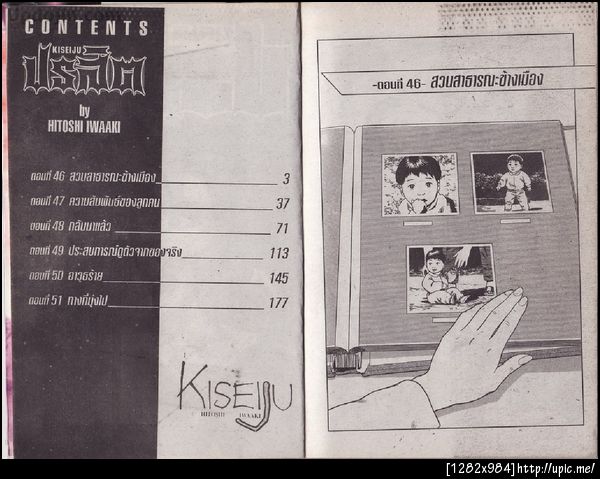 CONTENTS
KISEIJU
ปรสิต
by
HITOSHI IWAAKI
ตอนที่ 46 สวนสาธารณะข้างเมือง 3
ตอนที่ 47 ความสัมพันธ์ของลูกคน 37
ตอนที่ 48 กลับมาแล้ว 71
ตอนที่ 49 ประสบการณ์ดูตัวจากของจริง 113
ตอนที่ 50 อาวุธร้าย 145
ตอนที่ 51 ทางที่มุ่งไป 177
KISEIJU
HITOSHI IWAAKI
-ตอนที่ 46- สวนสาธารณะข้างเมือง
[1282x984]http://upic.me/